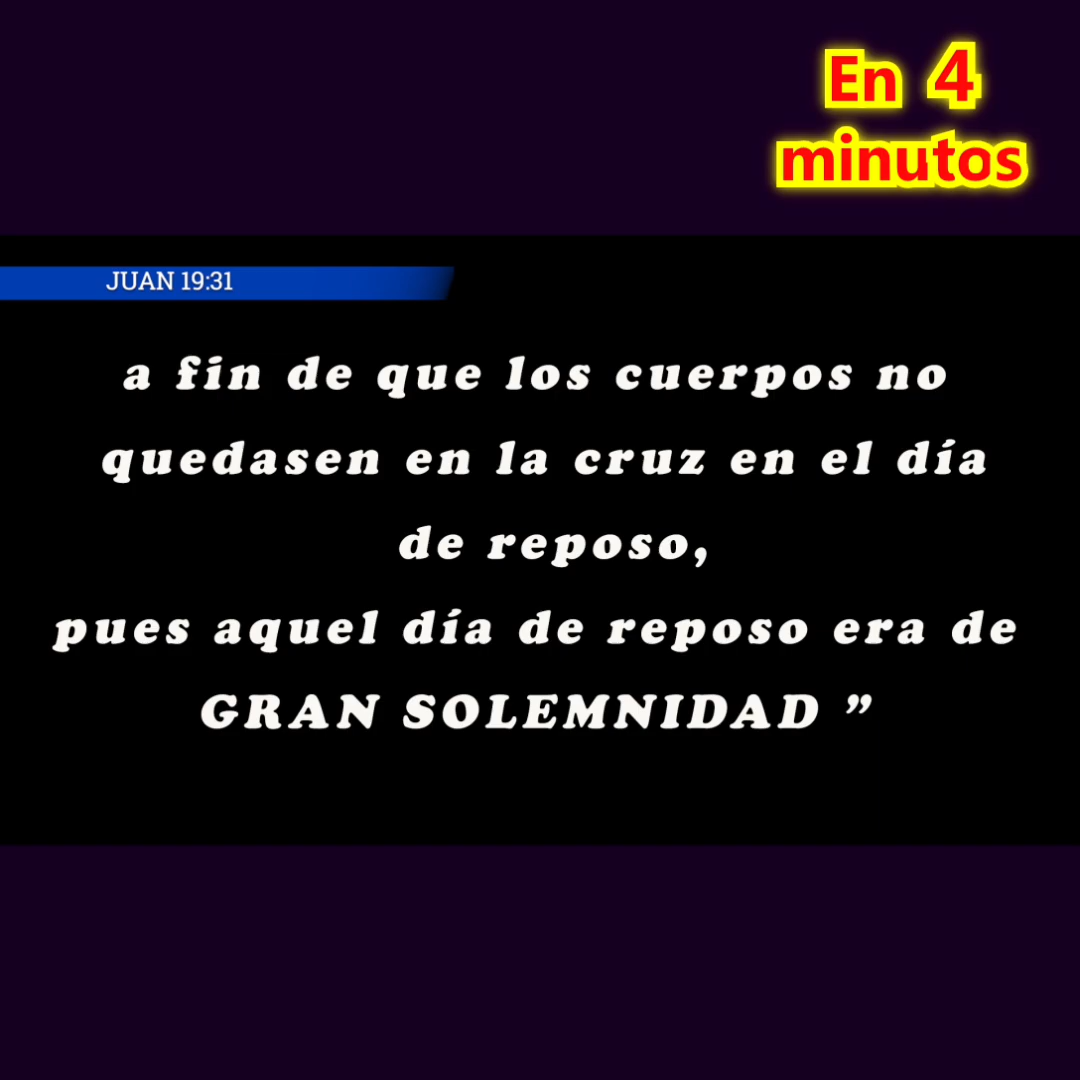 En 4
minutos
JUAN 19:31
a fin de que los cuerpos no
quedasen en la cruz en el día
de reposo,
pues aquel día de reposo era de
GRAN SOLEMNIDAD ”